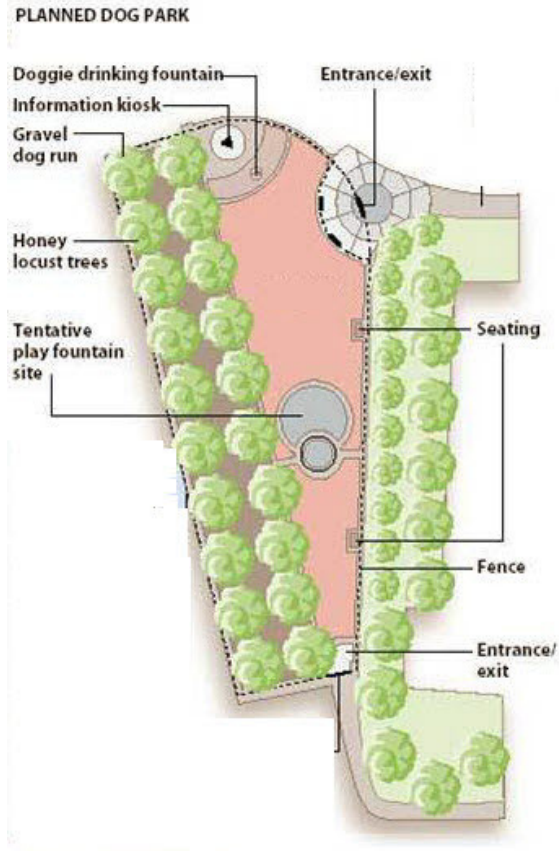 PLANNED DOG PARK
Doggie drinking fountain
Entrance/exit
Information kiosk
Gravel
dog run
Honey
locust trees
Tentative
play fountain
site
Seating
Fence
Entrance/
exit